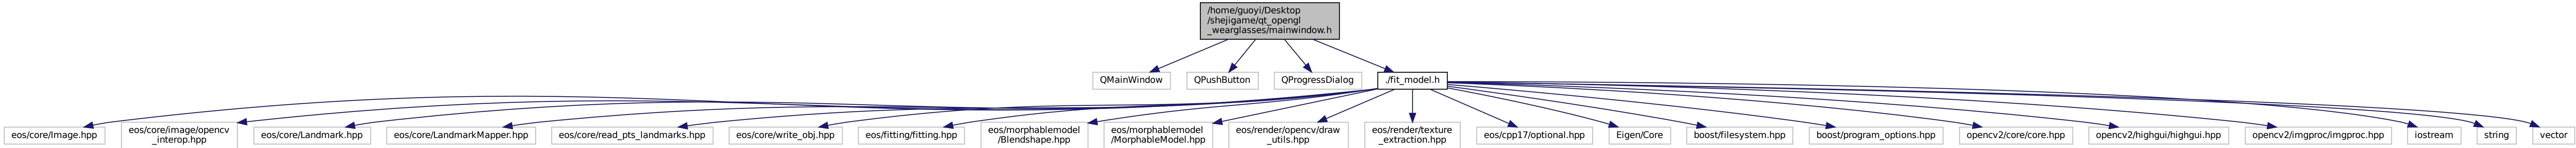 /home/guoyi/Desktop
/shejigame/qt_opengl
_wearglasses/mainwindow.h
QMainWindow
QPushButton
QProgressDialog
./fit_model.h
eos/core/Image.hpp
eos/core/image/opencv
_interop.hpp
eos/core/Landmark.hpp
eos/core/LandmarkMapper.hpp
eos/core/read_pts_landmarks.hpp
eos/core/write_obj.hpp
eos/fitting/fitting.hpp
eos/morphablemodel
/Blendshape.hpp
eos/morphablemodel
/MorphableModel.hpp
eos/render/opencv/draw
_utils.hpp
eos/render/texture
_extraction.hpp
eos/cpp17/optional.hpp
Eigen/Core
boost/filesystem.hpp
boost/program_options.hpp
opencv2/core/core.hpp
opencv2/highgui/highgui.hpp
opencv2/imgproc/imgproc.hpp
iostream
string
vector